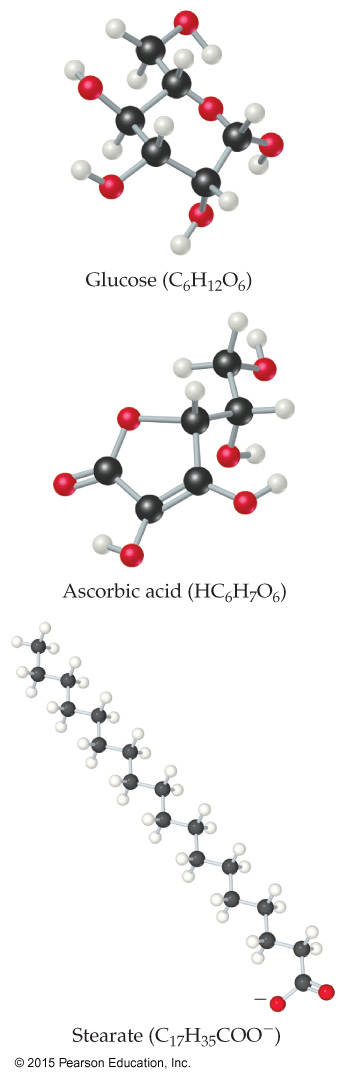 Glucose (C₆H₁₂O₆)
Ascorbic acid (HC₆H₇O₆)
−
Stearate (C₁₇H₃₅COO⁻)
© 2015 Pearson Education, Inc.